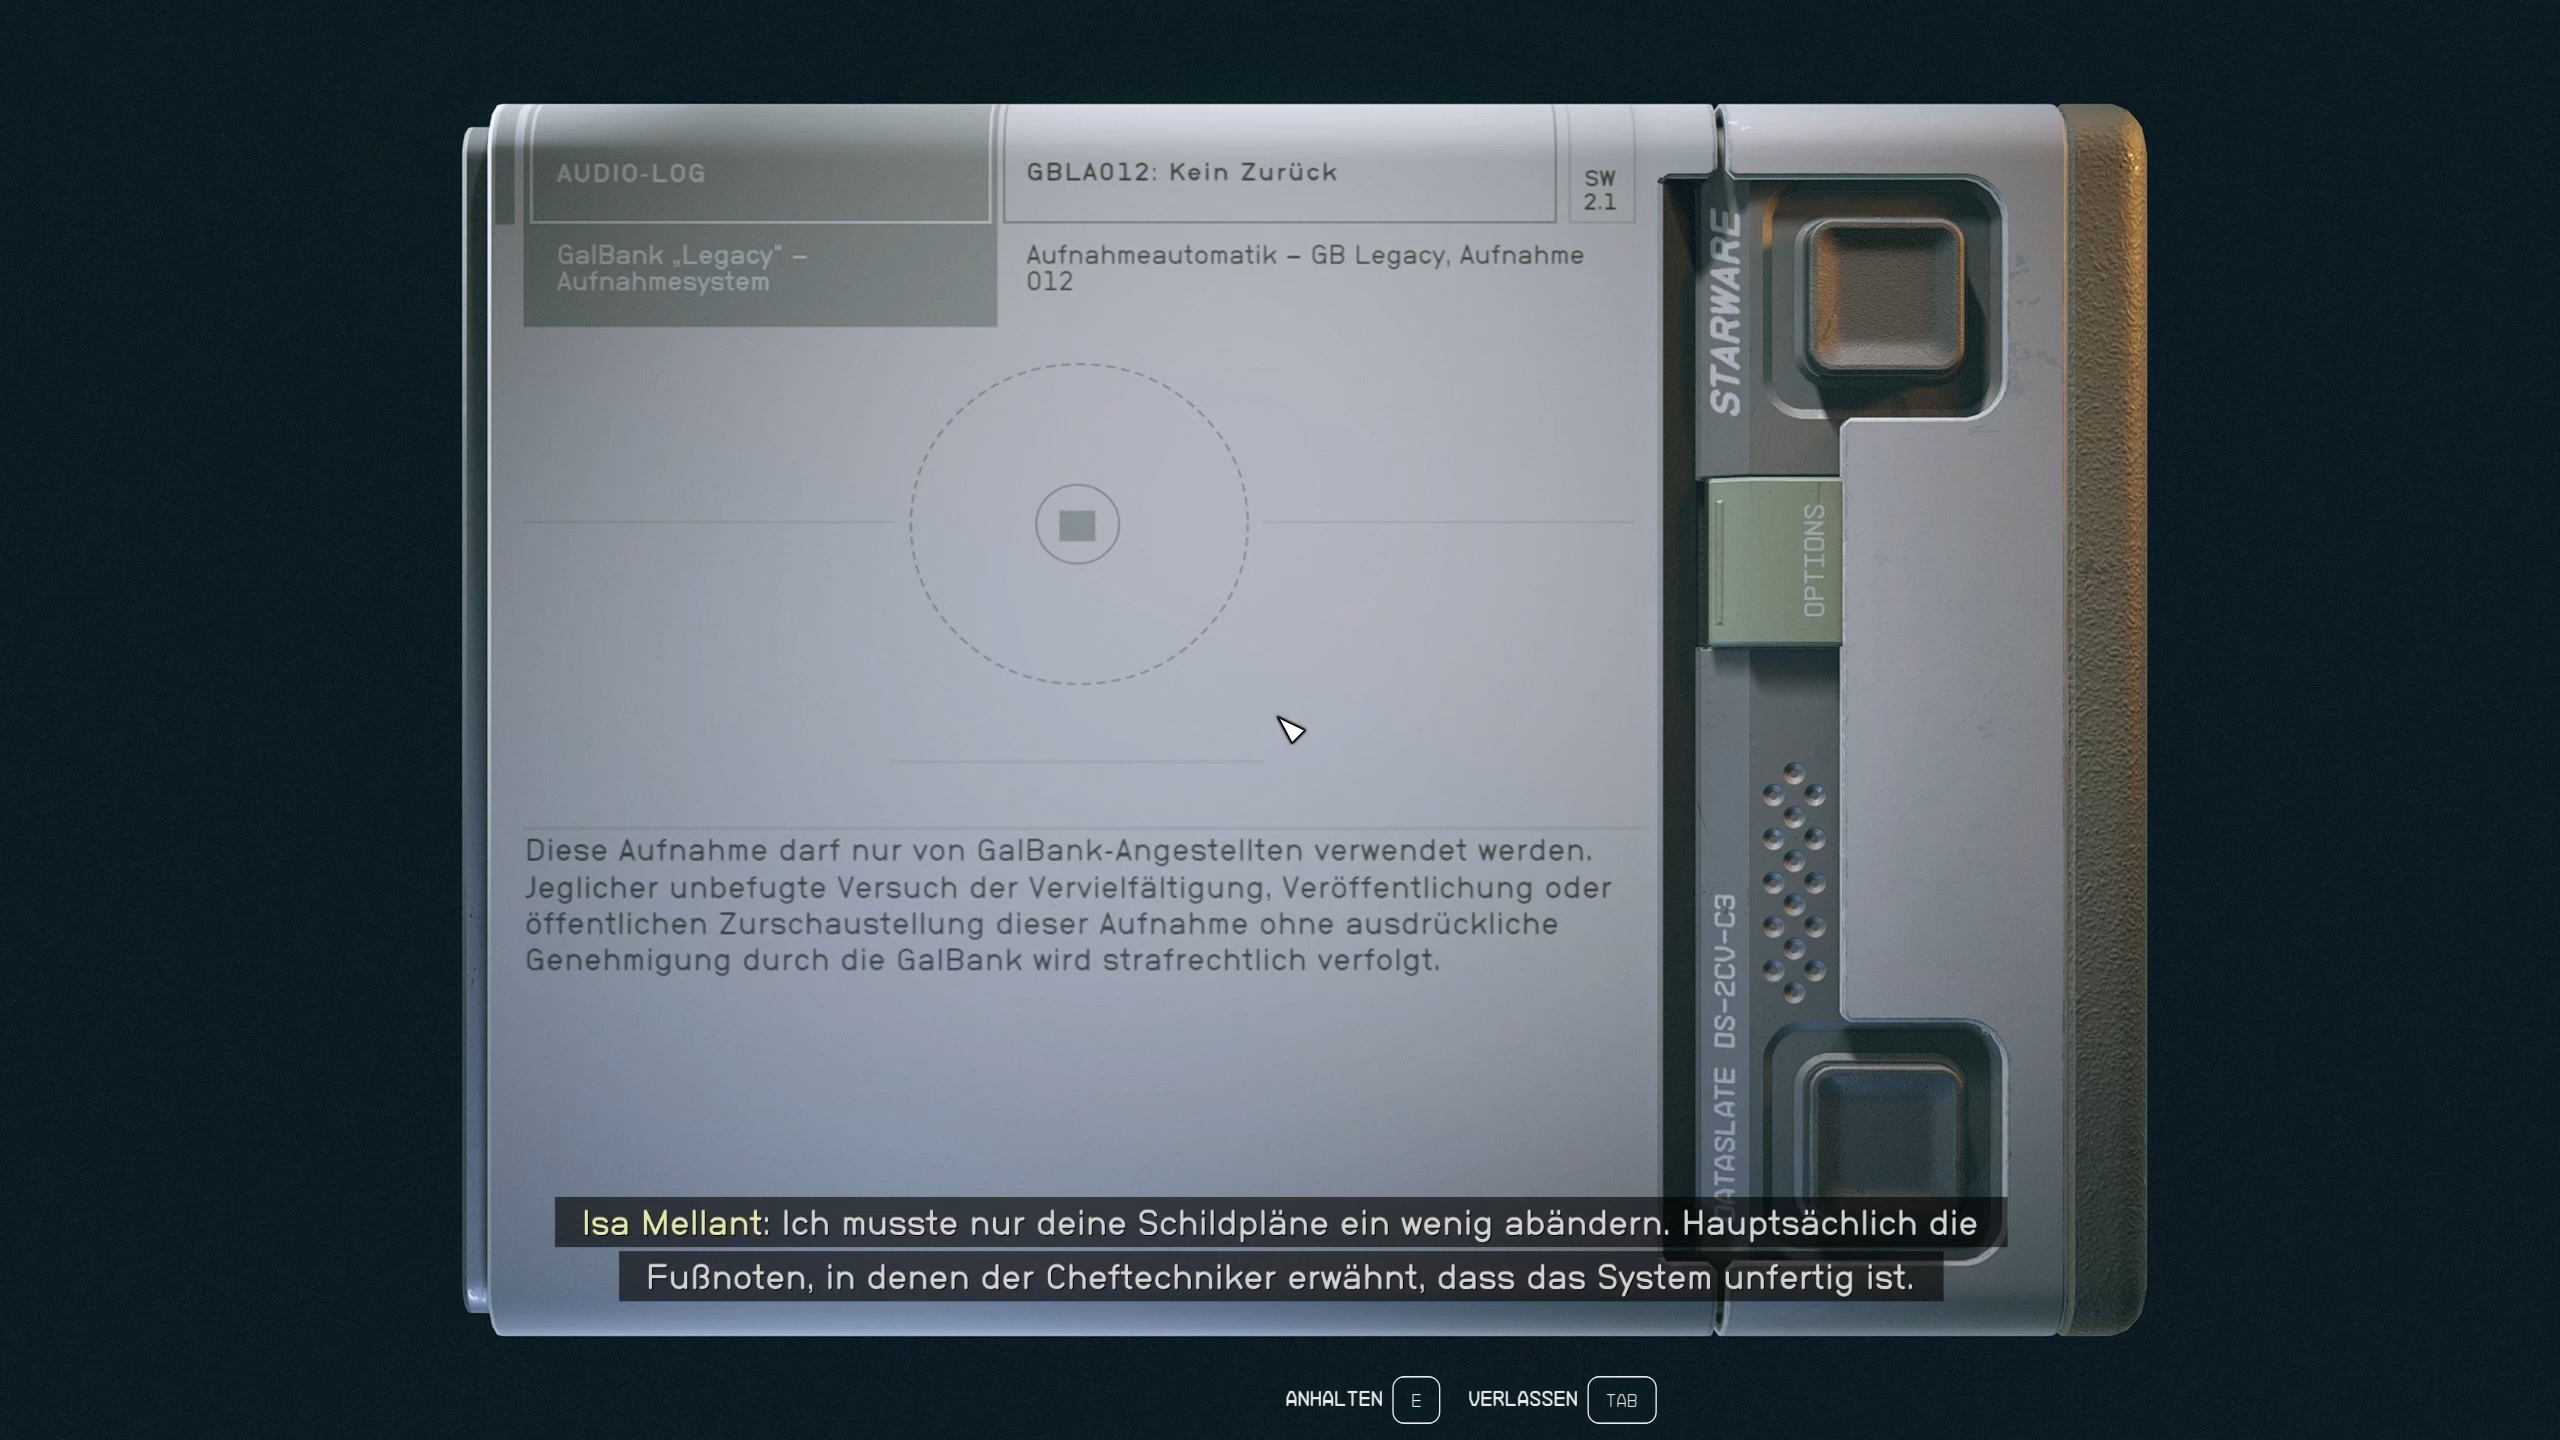 AUDIO-LOG
GBLA012: Kein Zurück
SW
2.1
GalBank „Legacy“ –
Aufnahmesystem
Aufnahmeautomatik – GB Legacy, Aufnahme
012
STARWARE
OPTIONS
DATASLATE DS-2CV-C3
Diese Aufnahme darf nur von GalBank-Angestellten verwendet werden.
Jeglicher unbefugte Versuch der Vervielfältigung, Veröffentlichung oder
öffentlichen Zurschaustellung dieser Aufnahme ohne ausdrückliche
Genehmigung durch die GalBank wird strafrechtlich verfolgt.
Isa Mellant: Ich musste nur deine Schildpläne ein wenig abändern. Hauptsächlich die
Fußnoten, in denen der Cheftechniker erwähnt, dass das System unfertig ist.
ANHALTEN E VERLASSEN TAB